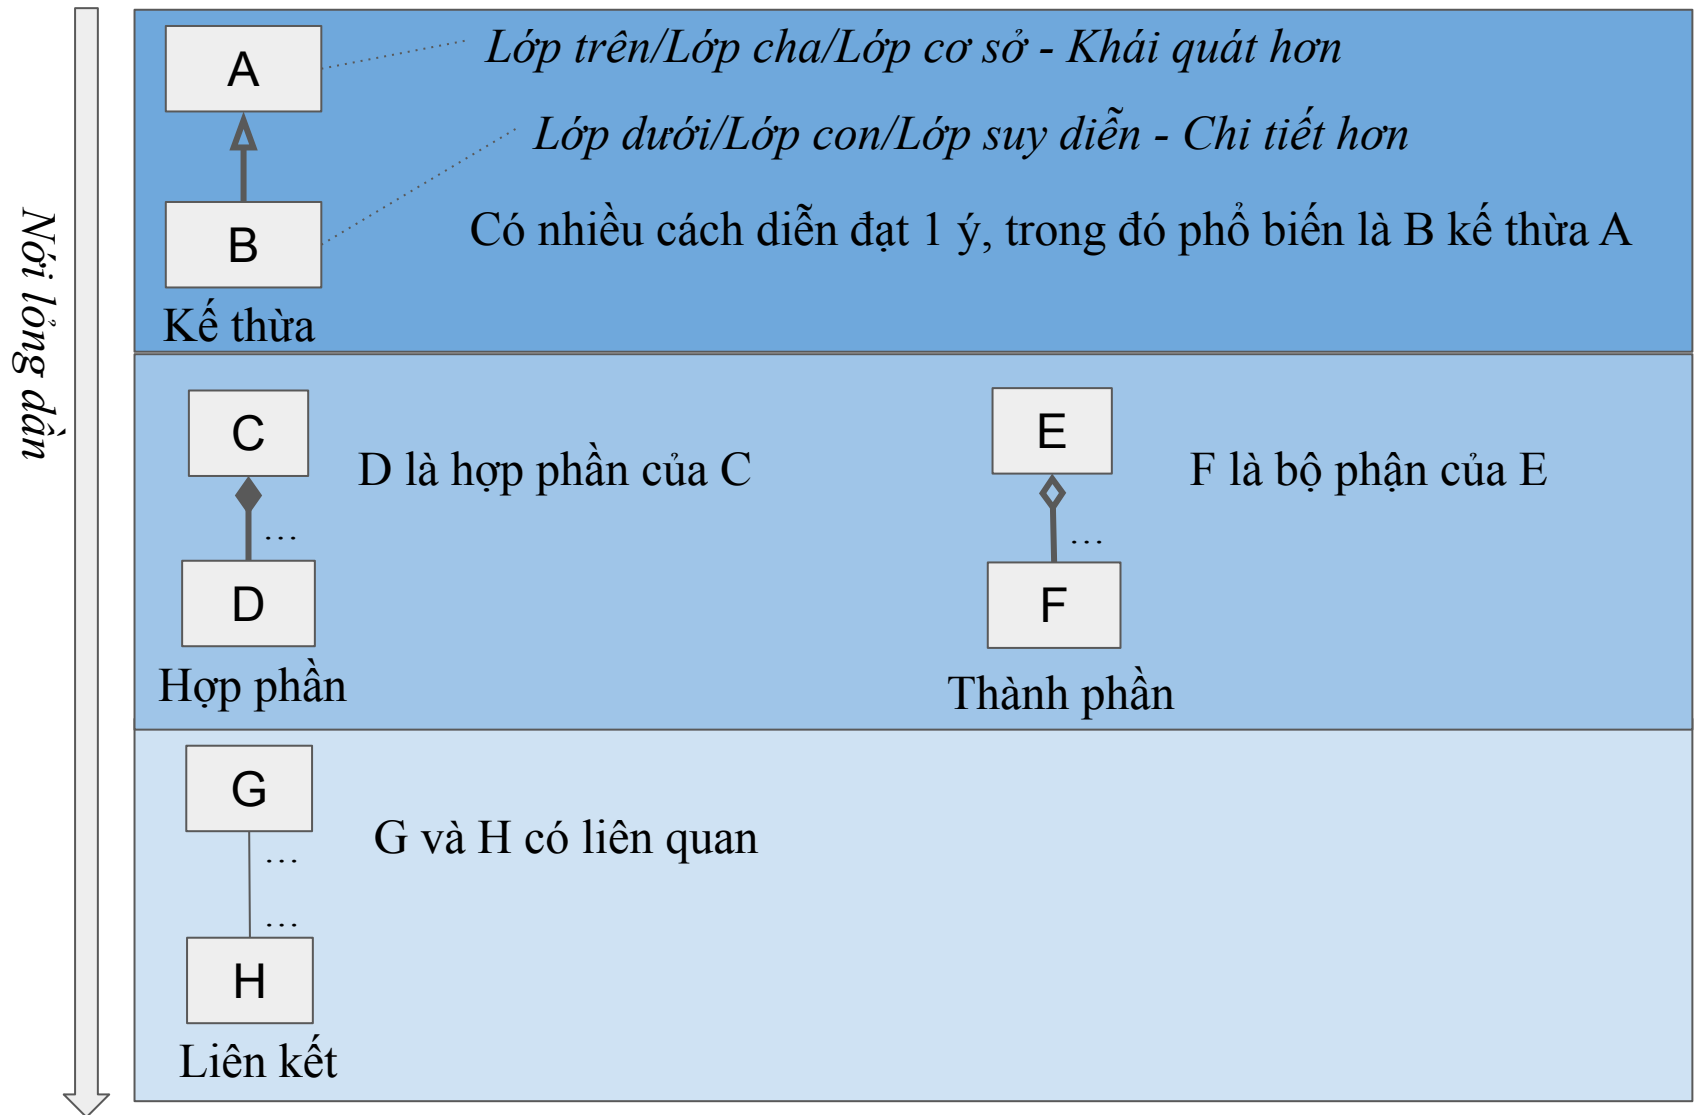 Nới lỏng dần
A
Lớp trên/Lớp cha/Lớp cơ sở - Khái quát hơn
Lớp dưới/Lớp con/Lớp suy diễn - Chi tiết hơn
B
Có nhiều cách diễn đạt 1 ý, trong đó phổ biến là B kế thừa A
Kế thừa
C
D là hợp phần của C
...
D
Hợp phần
E
F là bộ phận của E
...
F
Thành phần
G
G và H có liên quan
...
...
H
Liên kết